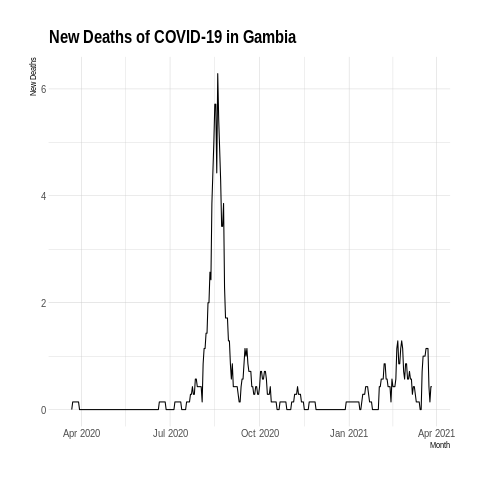 New Deaths of COVID-19 in Gambia
New Deaths
6
4
2
0
Apr 2020 Jul 2020 Oct 2020 Jan 2021 Apr 2021
Month